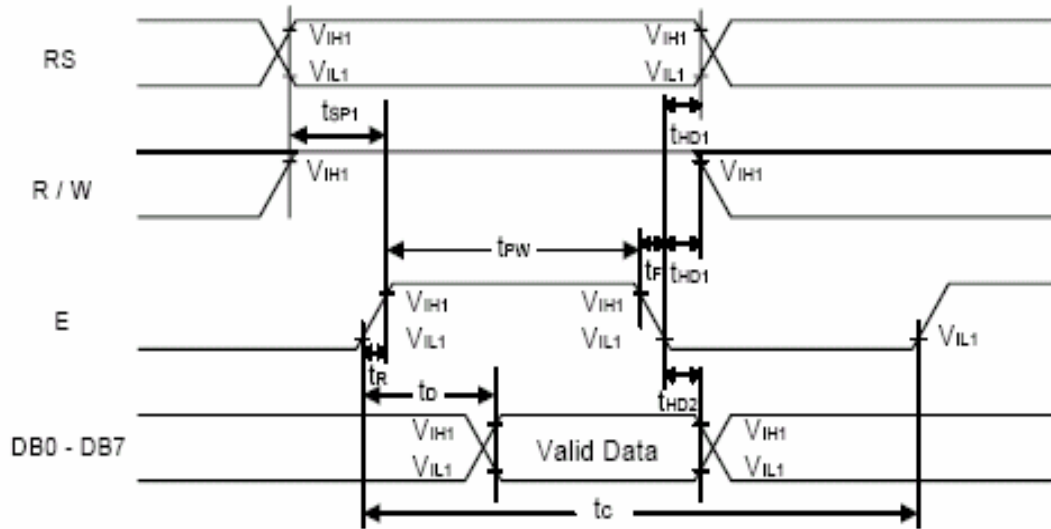 RS
VIH1
VIH1
VIL1
VIL1
tSP1
tHD1
R / W
VIH1
VIH1
tPW
tF
tHD1
E
VIH1
VIH1
VIL1
VIL1
VIL1
tR
tD
tHD2
DB0 - DB7
VIH1
Valid Data
VIH1
VIL1
VIL1
tC